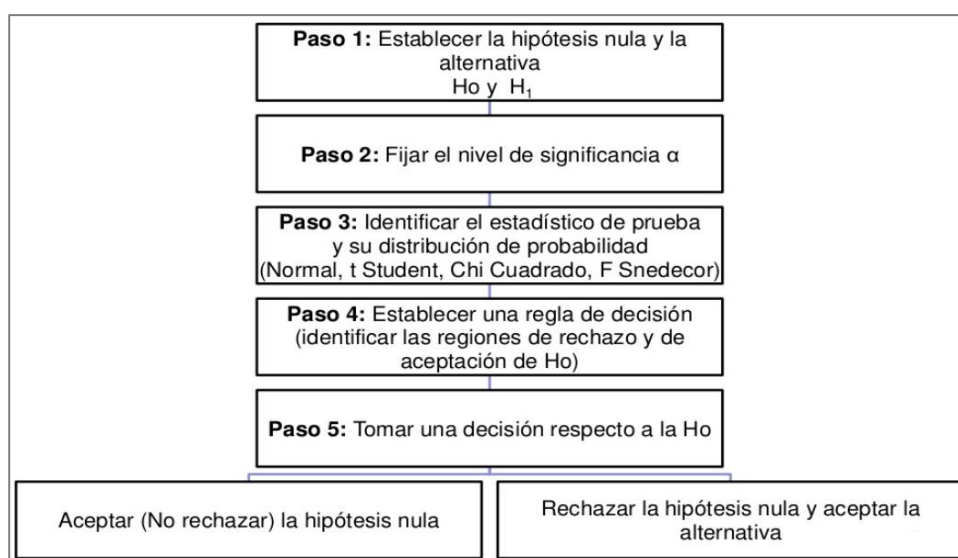 Paso 1: Establecer la hipótesis nula y la
alternativa
Ho y H₁
Paso 2: Fijar el nivel de significancia α
Paso 3: Identificar el estadístico de prueba
y su distribución de probabilidad
(Normal, t Student, Chi Cuadrado, F Snedecor)
Paso 4: Establecer una regla de decisión
(identificar las regiones de rechazo y de
aceptación de Ho)
Paso 5: Tomar una decisión respecto a la Ho
Aceptar (No rechazar) la hipótesis nula
Rechazar la hipótesis nula y aceptar la
alternativa